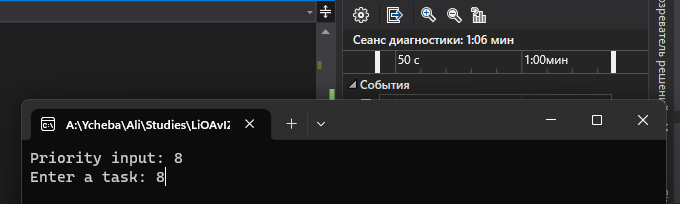 Сеанс диагностики: 1:06 мин
50 с
1:00мин
События
A:\Ycheba\Ali\Studies\LiOAvIZ
Priority input: 8
Enter a task: 8